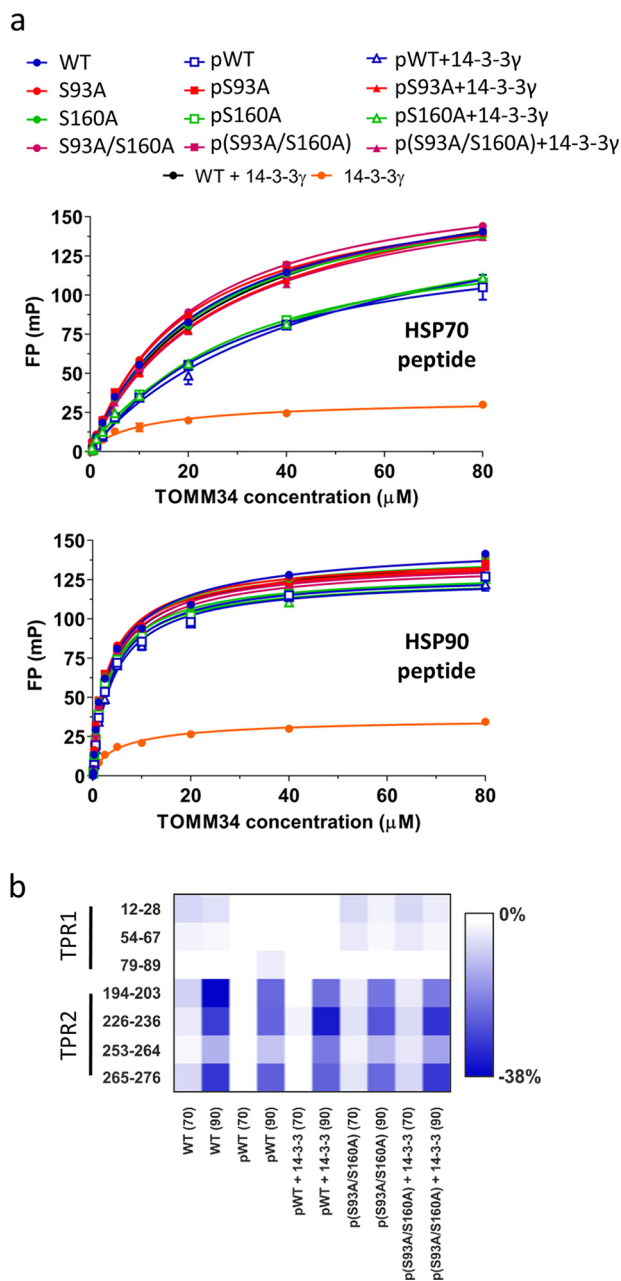 a
WT pWT pWT+14-3-3γ
S93A pS93A pS93A+14-3-3γ
S160A pS160A pS160A+14-3-3γ
S93A/S160A p(S93A/S160A) p(S93A/S160A)+14-3-3γ
WT + 14-3-3γ 14-3-3γ
150
125
100
75
50
25
0
FP (mP)
HSP70
peptide
0 20 40 60 80
TOMM34 concentration (μM)
150
125
100
75
50
25
0
FP (mP)
HSP90
peptide
0 20 40 60 80
TOMM34 concentration (μM)
b
TPR1
12-28
54-67
79-89
TPR2
194-203
226-236
253-264
265-276
0%
-38%
WT (70)
WT (90)
pWT (70)
pWT (90)
pWT + 14-3-3 (70)
pWT + 14-3-3 (90)
p(S93A/S160A) (70)
p(S93A/S160A) (90)
p(S93A/S160A) + 14-3-3 (70)
p(S93A/S160A) + 14-3-3 (90)